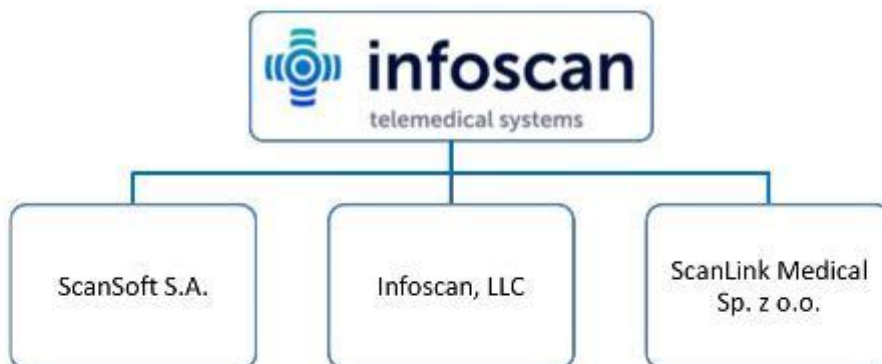 infoscan
telemedical systems
ScanSoft S.A.
Infoscan, LLC
ScanLink Medical
Sp. z o.o.